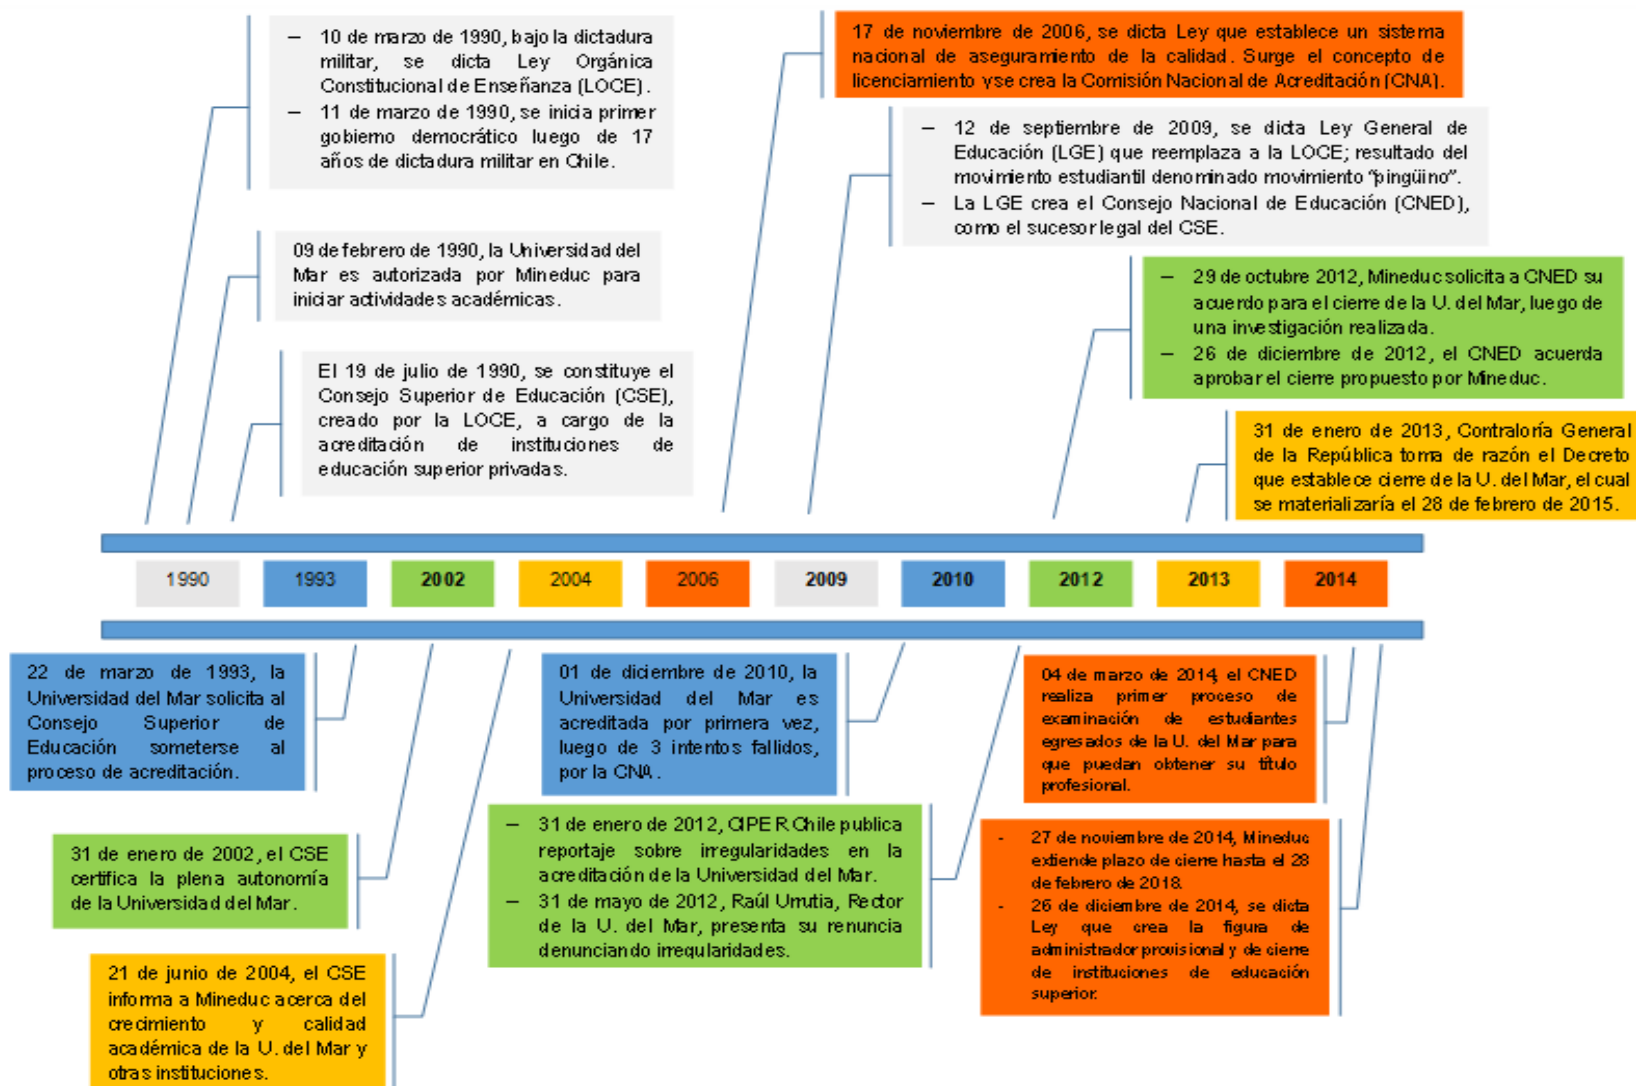 – 10 de marzo de 1990, bajo la dictadura
militar, se dicta Ley Orgánica
Constitucional de Enseñanza (LOCE).
– 11 de marzo de 1990, se inicia primer
gobierno democrático luego de 17
años de dictadura militar en Chile.
09 de febrero de 1990, la Universidad del
Mar es autorizada por Mineduc para
iniciar actividades académicas.
El 19 de julio de 1990, se constituye el
Consejo Superior de Educación (CSE),
creado por la LOCE, a cargo de la
acreditación de instituciones de
educación superior privadas.
17 de noviembre de 2006, se dicta Ley que establece un sistema
nacional de aseguramiento de la calidad. Surge el concepto de
licenciamiento yse crea la Comisión Nacional de Acreditación (CNA).
– 12 de septiembre de 2009, se dicta Ley General de
Educación (LGE) que reemplaza a la LOCE; resultado del
movimiento estudiantil denominado movimiento “pingüino”.
– La LGE crea el Consejo Nacional de Educación (CNED),
como el sucesor legal del CSE.
– 29 de octubre 2012, Mineduc solicita a CNED su
acuerdo para el cierre de la U. del Mar, luego de
una investigación realizada.
– 26 de diciembre de 2012, el CNED acuerda
aprobar el cierre propuesto por Mineduc.
31 de enero de 2013, Contraloría General
de la República toma de razón el Decreto
que establece cierre de la U. del Mar, el cual
se materializaría el 28 de febrero de 2015.
1990 1993 2002 2004 2006 2009 2010 2012 2013 2014
22 de marzo de 1993, la
Universidad del Mar solicita al
Consejo Superior de
Educación someterse al
proceso de acreditación.
31 de enero de 2002, el CSE
certifica la plena autonomía
de la Universidad del Mar.
21 de junio de 2004, el CSE
informa a Mineduc acerca del
crecimiento y calidad
académica de la U. del Mar y
otras instituciones.
01 de diciembre de 2010, la
Universidad del Mar es
acreditada por primera vez,
luego de 3 intentos fallidos,
por la CNA.
– 31 de enero de 2012, CIPER Chile publica
reportaje sobre irregularidades en la
acreditación de la Universidad del Mar.
– 31 de mayo de 2012, Raúl Urrutia, Rector
de la U. del Mar, presenta su renuncia
denunciando irregularidades.
04 de marzo de 2014, el CNED
realiza primer proceso de
examinación de estudiantes
egresados de la U. del Mar para
que puedan obtener su título
profesional.
- 27 de noviembre de 2014, Mineduc
extiende plazo de cierre hasta el 28
de febrero de 2018.
- 26 de diciembre de 2014, se dicta
Ley que crea la figura de
administrador provisional y de cierre
de instituciones de educación
superior.